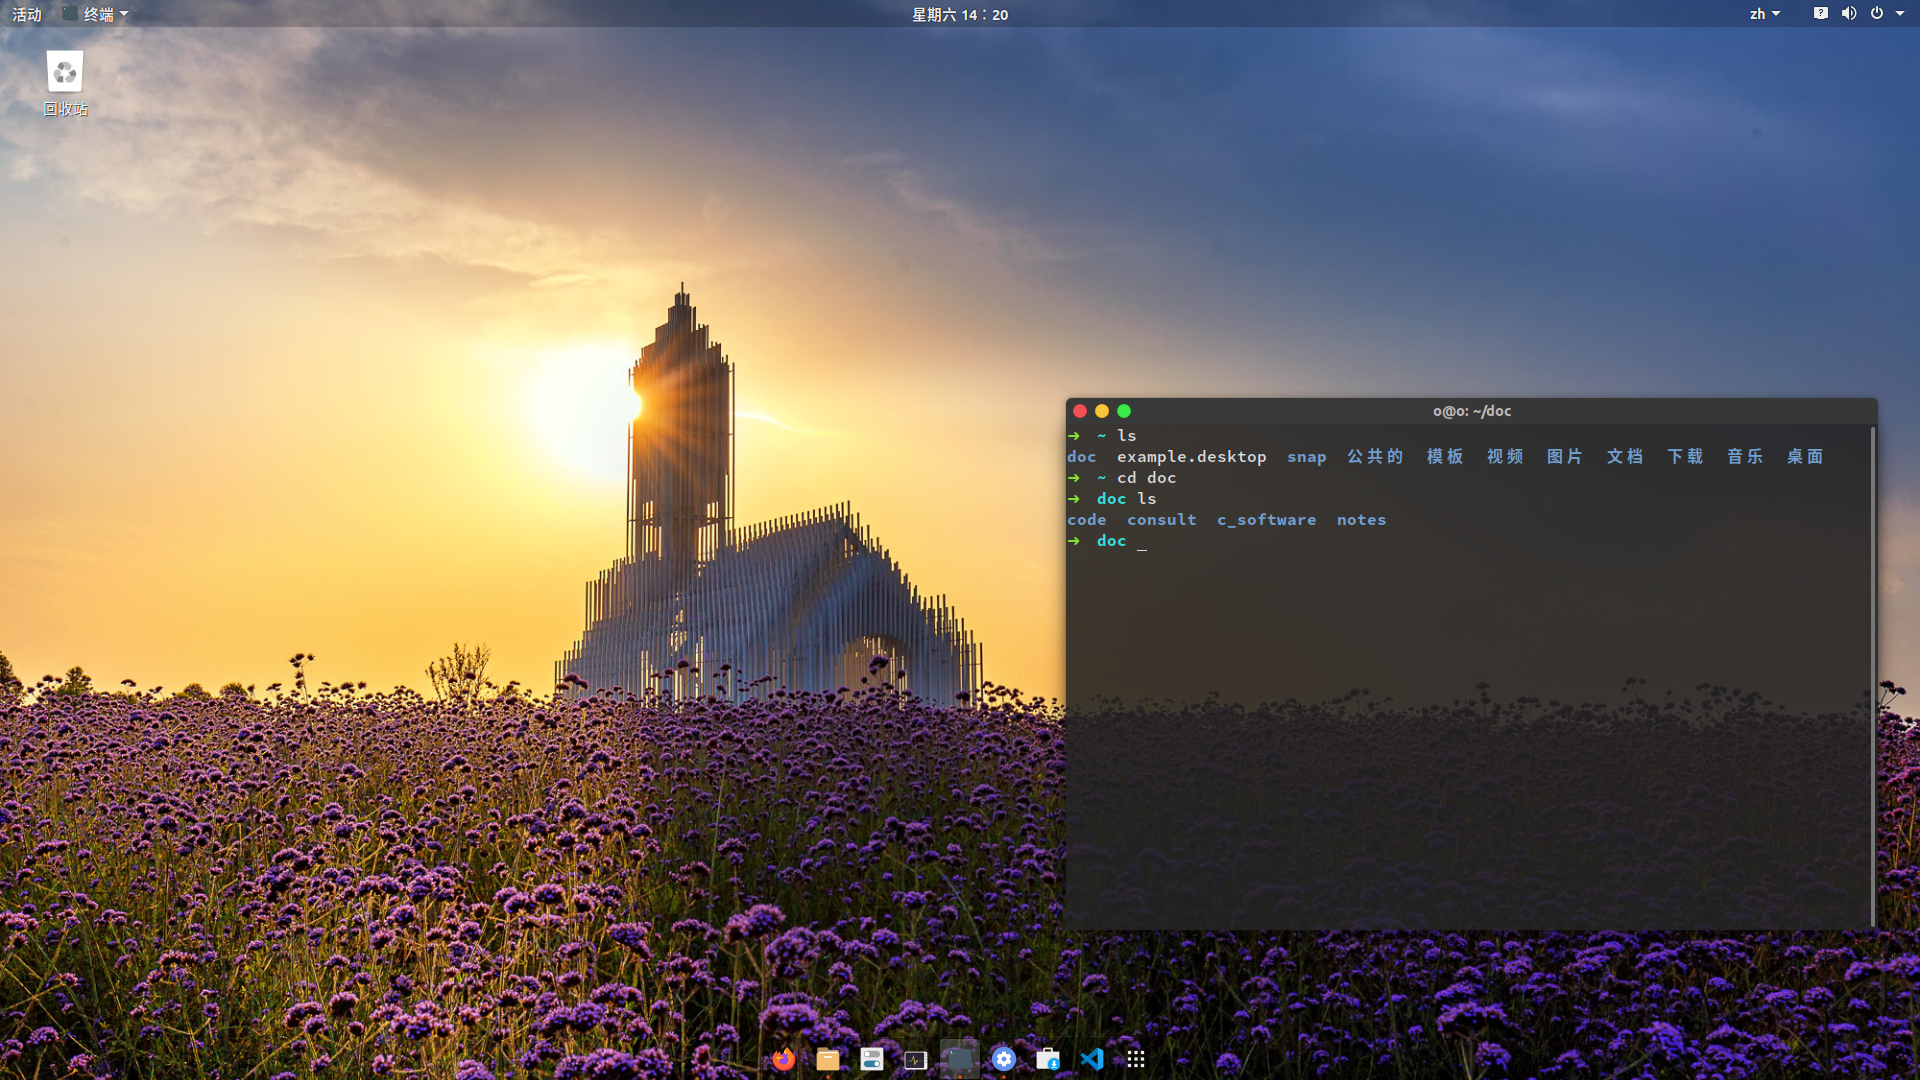 活动 终端 星期六 14：20 zh
回收站
o@o: ~/doc
➜ ~ ls
doc example.desktop snap 公共的 模板 视频 图片 文档 下载 音乐 桌面
➜ ~ cd doc
➜ doc ls
code consult c_software notes
➜ doc _